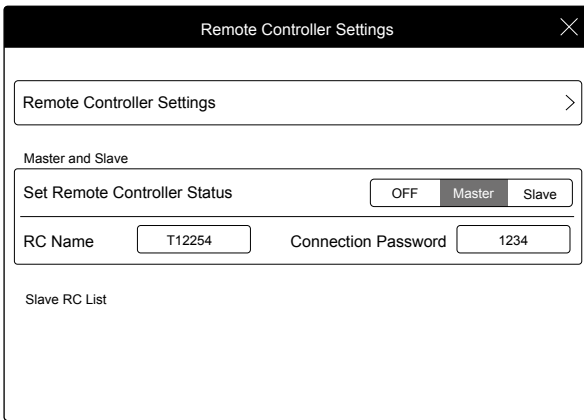 Remote Controller Settings
Remote Controller Settings
Master and Slave
Set Remote Controller Status OFF Master Slave
RC Name T12254 Connection Password 1234
Slave RC List